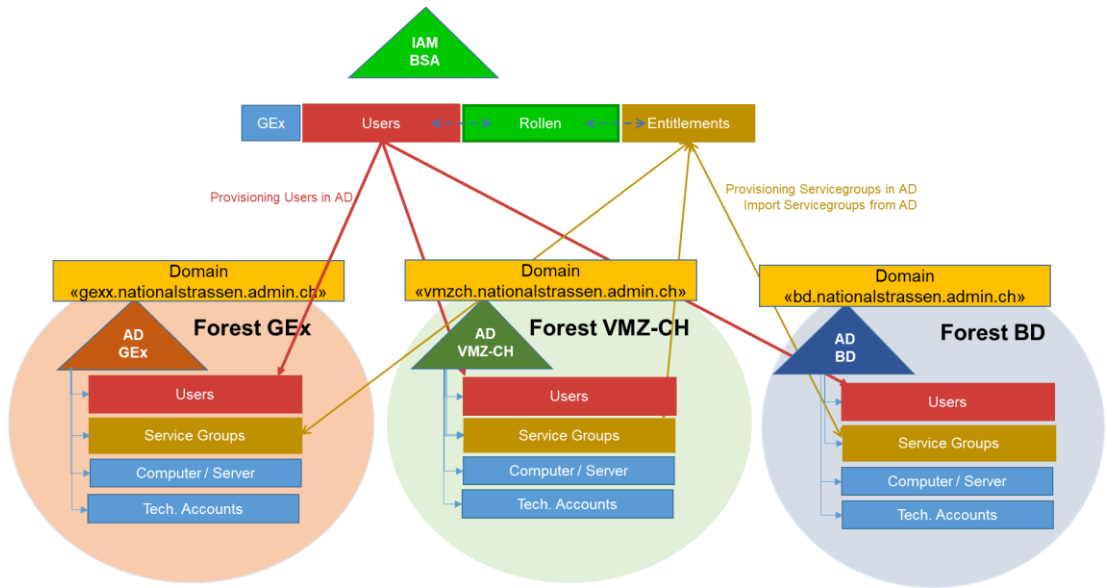 IAM
BSA
GEx
Users
Rollen
Entitlements
Provisioning Users in AD
Provisioning Servicegroups in AD
Import Servicegroups from AD
Domain
«gexx.nationalstrassen.admin.ch»
Domain
«vmzch.nationalstrassen.admin.ch»
Domain
«bd.nationalstrassen.admin.ch»
Forest GEx
AD
GEx
Users
Service Groups
Computer / Server
Tech. Accounts
Forest VMZ-CH
AD
VMZ-CH
Users
Service Groups
Computer / Server
Tech. Accounts
Forest BD
AD
BD
Users
Service Groups
Computer / Server
Tech. Accounts